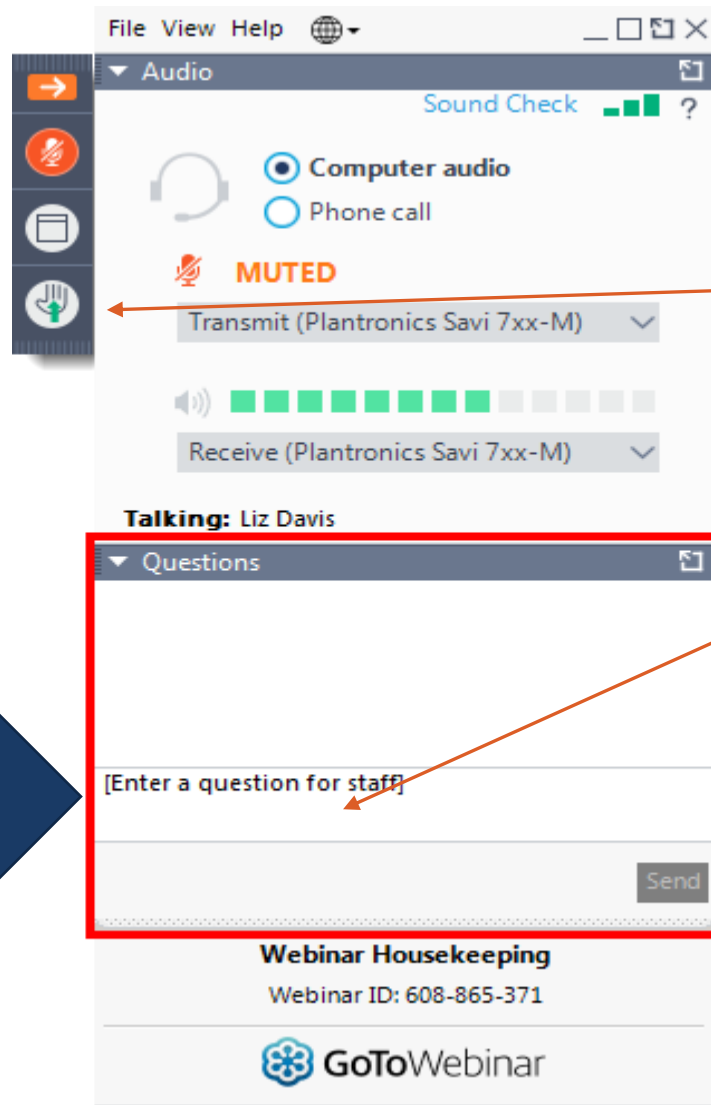 File View Help
Audio
Sound Check ?
Computer audio
Phone call
MUTED
Transmit (Plantronics Savi 7xx-M)
Receive (Plantronics Savi 7xx-M)
Talking: Liz Davis
Questions
[Enter a question for staff]
Send
Webinar Housekeeping
Webinar ID: 608-865-371
GoToWebinar